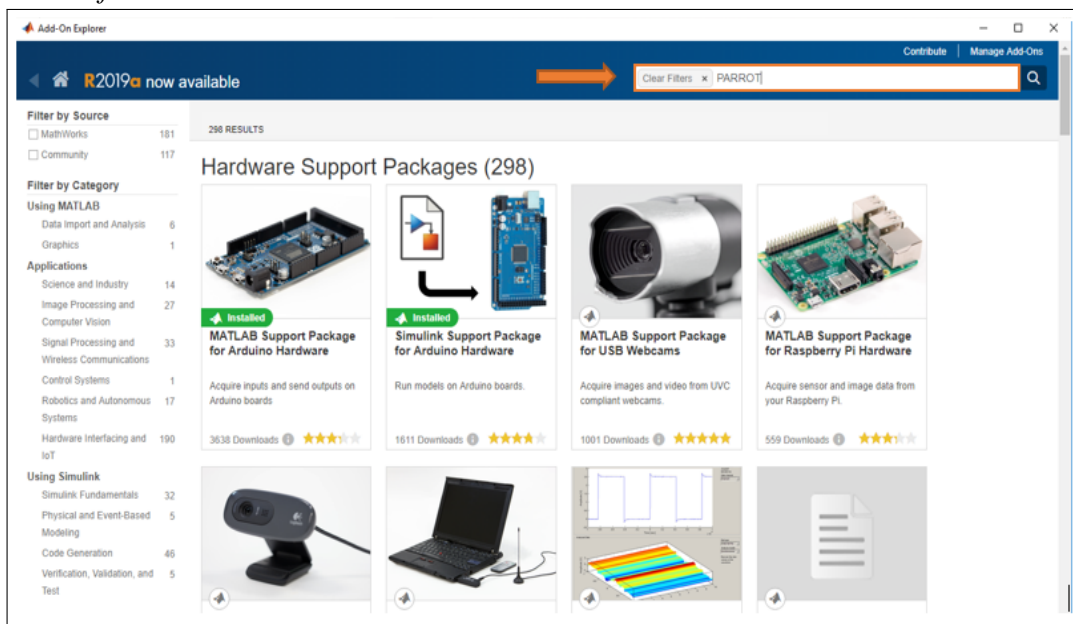 Add-On Explorer
Contribute | Manage Add-Ons
R2019a now available
Clear Filters × PARROT
Filter by Source
MathWorks 181
Community 117
Filter by Category
Using MATLAB
Data Import and Analysis 6
Graphics 1
Applications
Science and Industry 14
Image Processing and 27
Computer Vision
Signal Processing and 33
Wireless Communications
Control Systems 1
Robotics and Autonomous 17
Systems
Hardware Interfacing and 190
IoT
Using Simulink
Simulink Fundamentals 32
Physical and Event-Based 5
Modeling
Code Generation 46
Verification, Validation, and 5
Test
298 RESULTS
Hardware Support Packages (298)
Installed
MATLAB Support Package
for Arduino Hardware
Acquire inputs and send outputs on
Arduino boards
3638 Downloads
Installed
Simulink Support Package
for Arduino Hardware
Run models on Arduino boards.
1611 Downloads
MATLAB Support Package
for USB Webcams
Acquire images and video from UVC
compliant webcams.
1001 Downloads
MATLAB Support Package
for Raspberry Pi Hardware
Acquire sensor and image data from
your Raspberry Pi.
559 Downloads